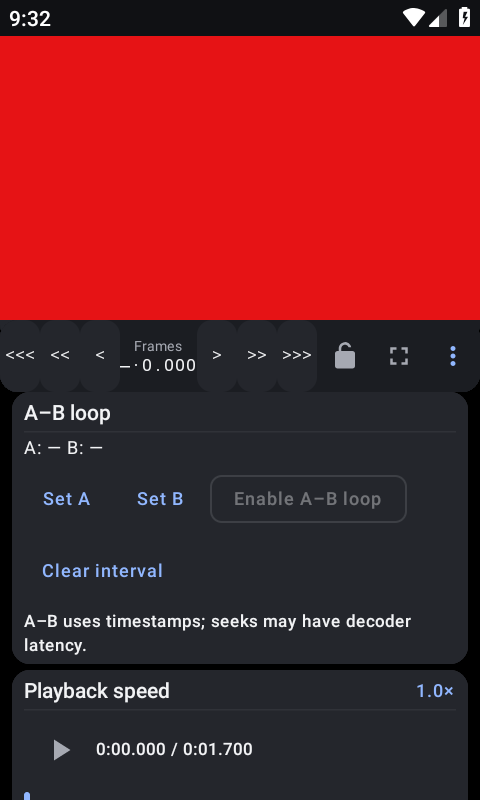 9:32
<<< << < Frames > >> >>>
–·0.000
A–B loop
A: — B: —
Set A Set B Enable A–B loop
Clear interval
A–B uses timestamps; seeks may have decoder
latency.
Playback speed 1.0×
0:00.000 / 0:01.700